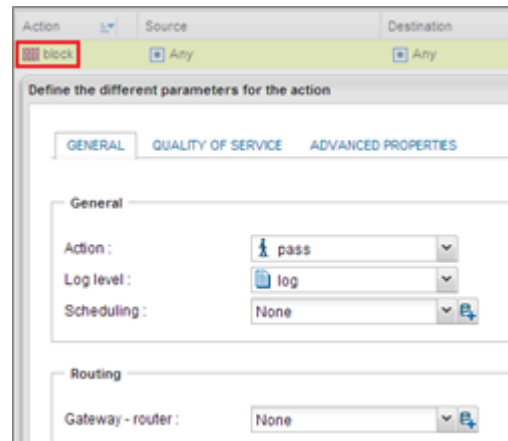 Action Source Destination
block Any Any
Define the different parameters for the action
GENERAL QUALITY OF SERVICE ADVANCED PROPERTIES
General
Action : pass
Log level : log
Scheduling : None
Routing
Gateway - router : None